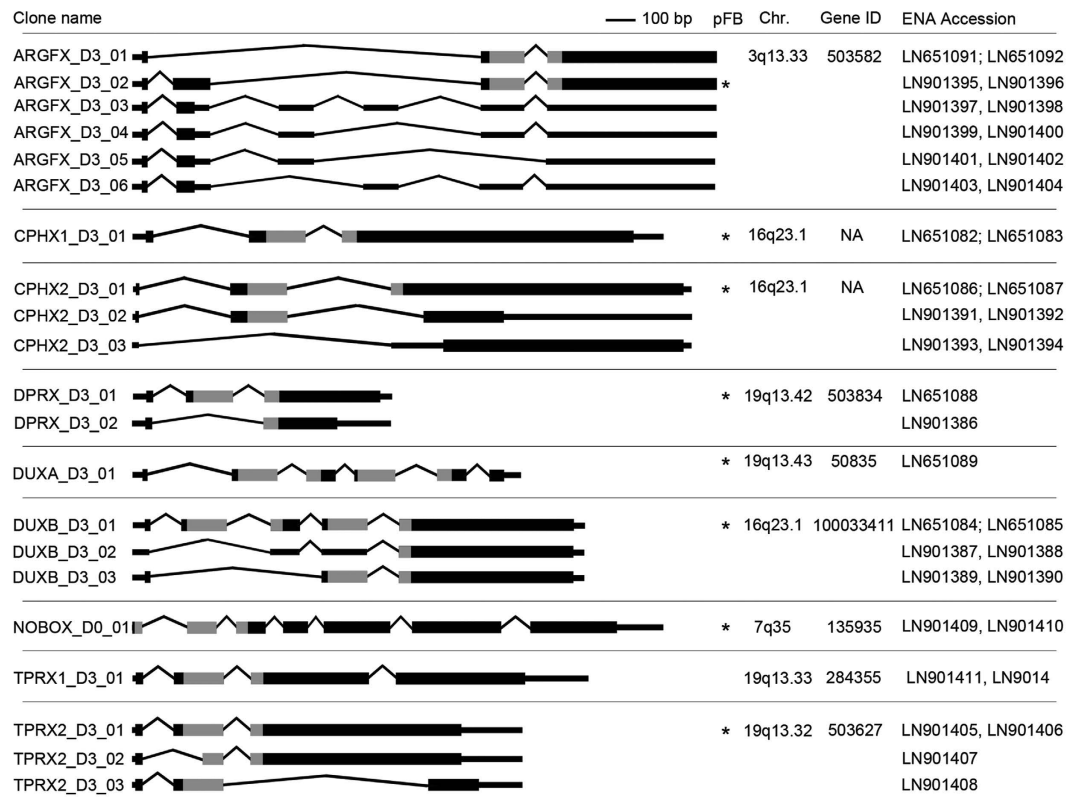 Clone name 100 bp pFB Chr. Gene ID ENA Accession
ARGFX_D3_01 3q13.33 503582 LN651091; LN651092
ARGFX_D3_02 * LN901395, LN901396
ARGFX_D3_03 LN901397, LN901398
ARGFX_D3_04 LN901399, LN901400
ARGFX_D3_05 LN901401, LN901402
ARGFX_D3_06 LN901403, LN901404
CPHX1_D3_01 * 16q23.1 NA LN651082; LN651083
CPHX2_D3_01 * 16q23.1 NA LN651086; LN651087
CPHX2_D3_02 LN901391, LN901392
CPHX2_D3_03 LN901393, LN901394
DPRX_D3_01 * 19q13.42 503834 LN651088
DPRX_D3_02 LN901386
DUXA_D3_01 * 19q13.43 50835 LN651089
DUXB_D3_01 * 16q23.1 100033411 LN651084; LN651085
DUXB_D3_02 LN901387, LN901388
DUXB_D3_03 LN901389, LN901390
NOBOX_D0_01 * 7q35 135935 LN901409, LN901410
TPRX1_D3_01 19q13.33 284355 LN901411, LN9014
TPRX2_D3_01 * 19q13.32 503627 LN901405, LN901406
TPRX2_D3_02 LN901407
TPRX2_D3_03 LN901408